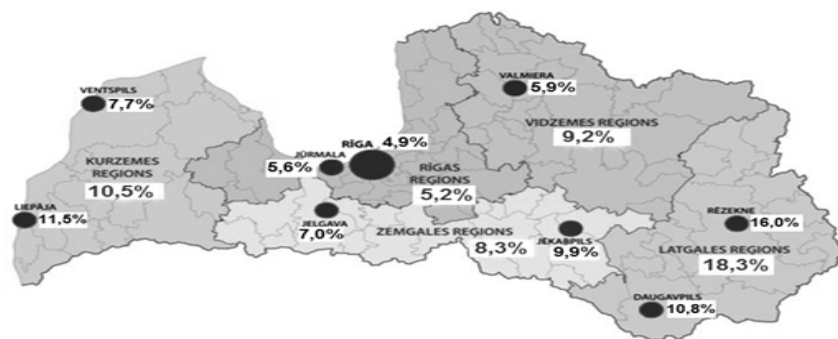 VENTSPILS
7,7%
VALMIERA
5,9%
VIDZEMES REGIONS
9,2%
RĪGA
4,9%
JŪRMALA
5,6%
KURZEMES
REĢIONS
10,5%
RĪGAS
REGIONS
5,2%
LIEPĀJA
11,5%
JELGAVA
7,0%
ZEMGALES REGIONS
8,3%
JĒKABPILS
9,9%
RĒZEKNE
16,0%
LATGALES REGIONS
18,3%
DAUGAVPILS
10,8%